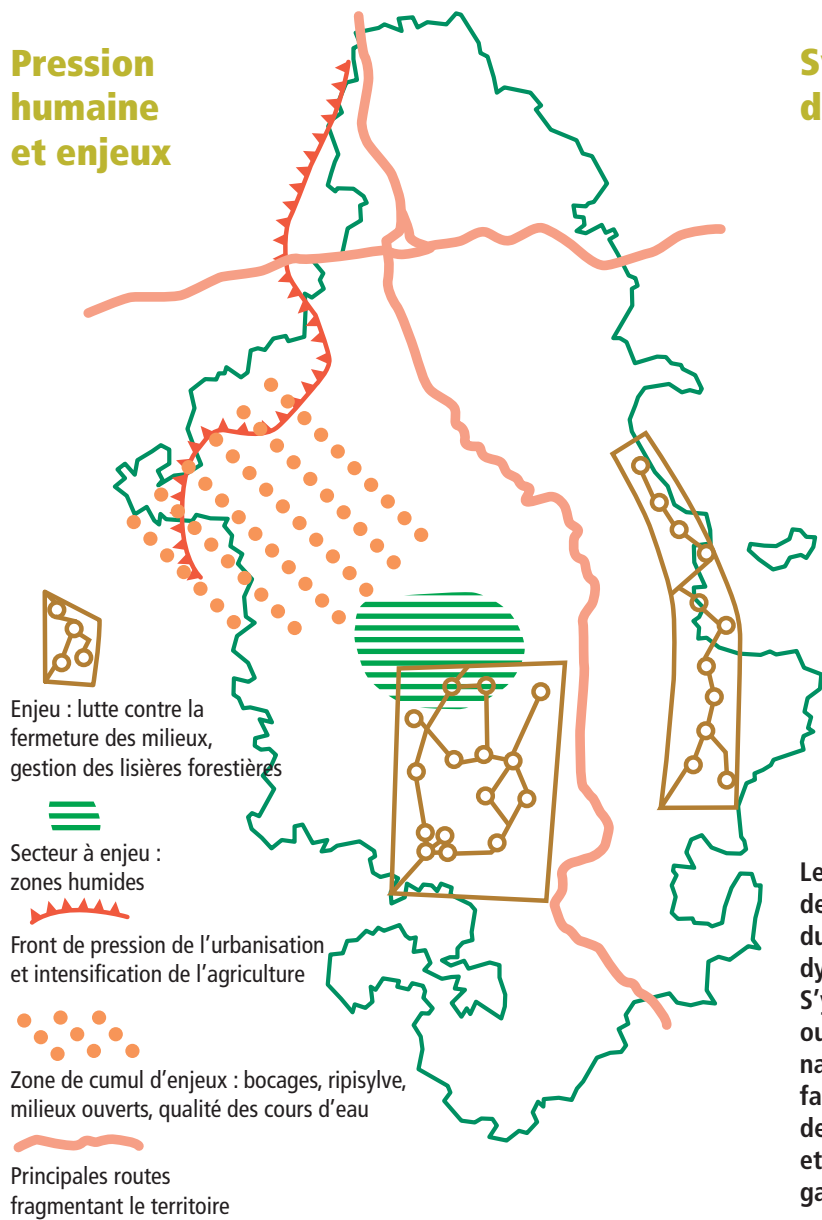 Pression
humaine
et enjeux
Enjeu : lutte contre la
fermeture des milieux,
gestion des lisières forestières
Secteur à enjeu :
zones humides
Front de pression de l’urbanisation
et intensification de l’agriculture
Zone de cumul d’enjeux : bocages, ripisylve,
milieux ouverts, qualité des cours d’eau
Principales routes
fragmentant le territoire